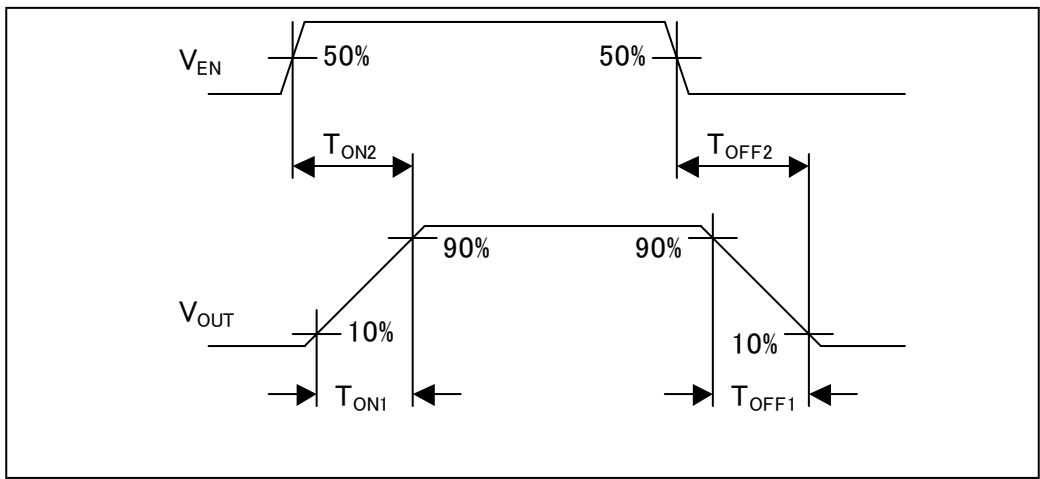 V_EN 50% 50%
T_ON2 T_OFF2
90% 90%
V_OUT 10% 10%
T_ON1 T_OFF1